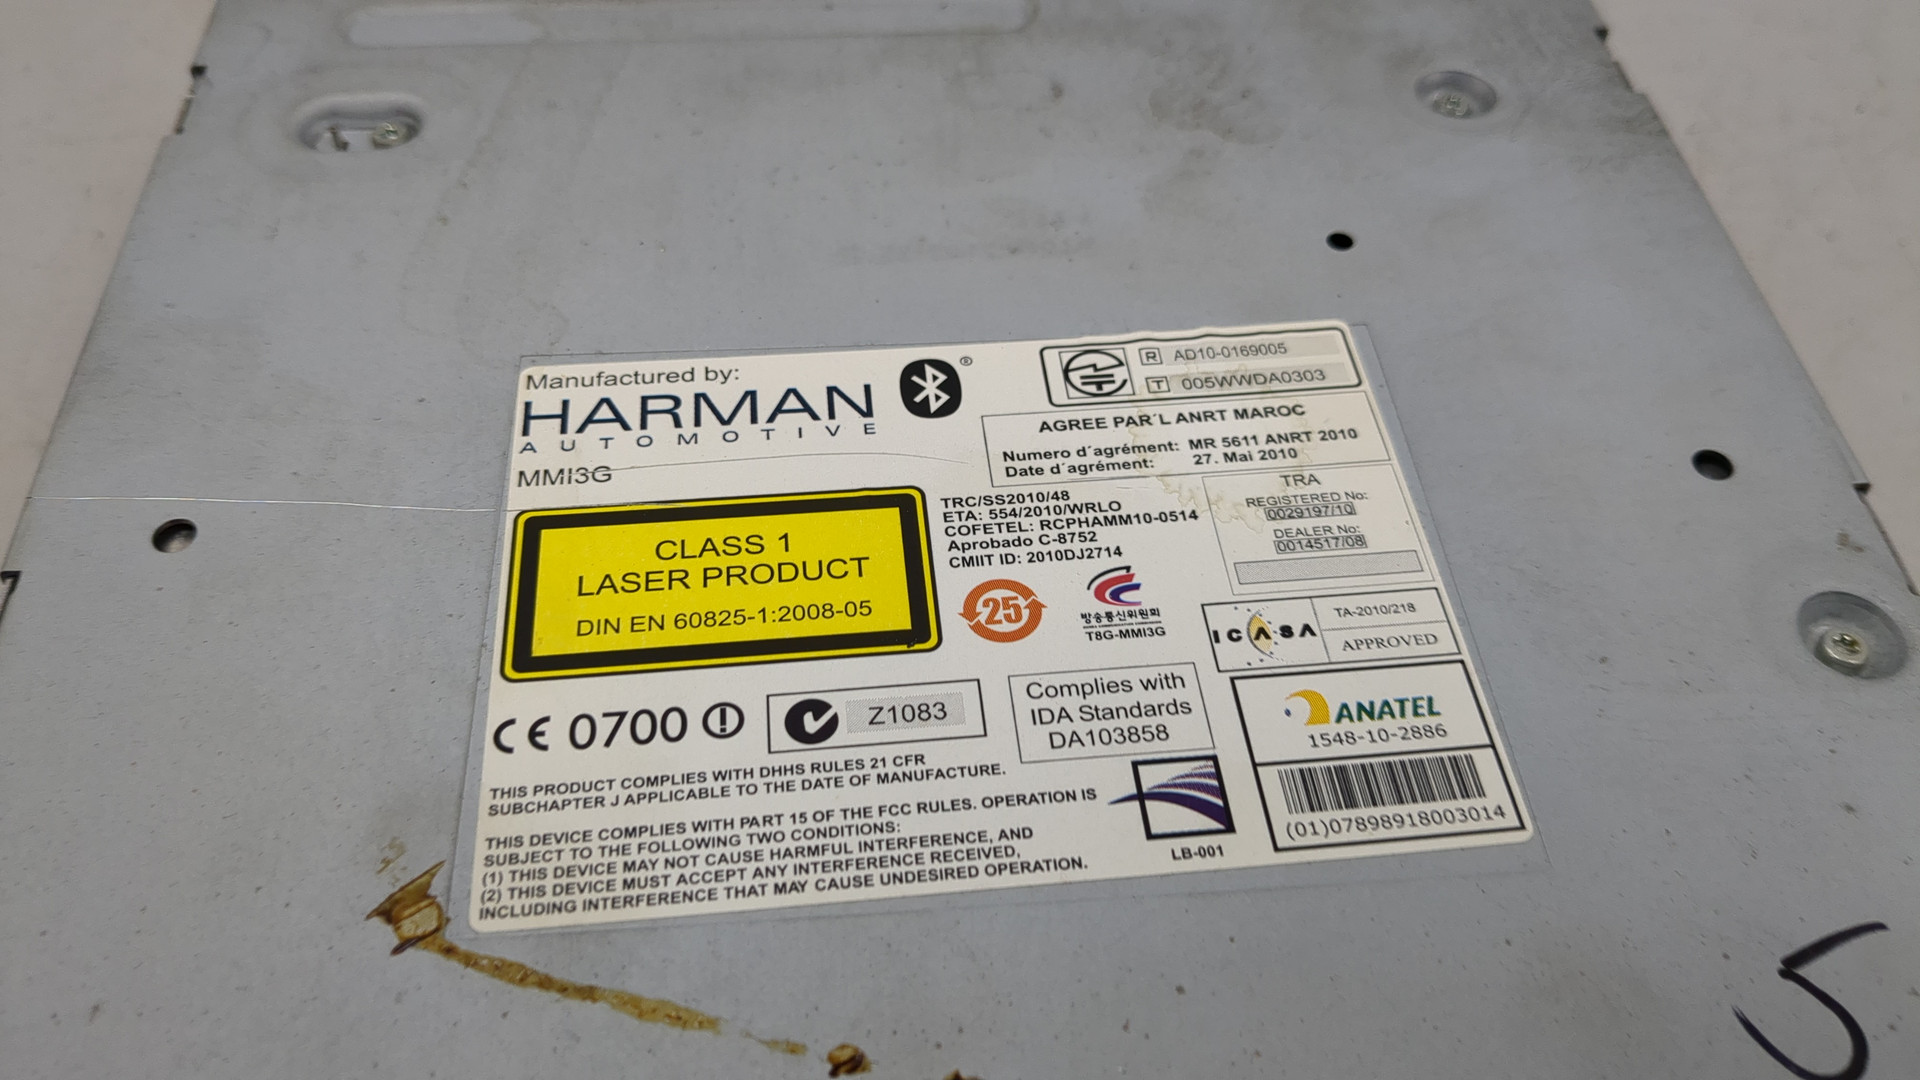 Manufactured by:
HARMAN
AUTOMOTIVE
®
MMI3G
R AD10-0169005
T 005WWDA0303
AGREE PAR´L ANRT MAROC
Numero d´agrément: MR 5611 ANRT 2010
Date d´agrément: 27. Mai 2010
CLASS 1
LASER PRODUCT
DIN EN 60825-1:2008-05
TRC/SS2010/48
ETA: 554/2010/WRLO
COFETEL: RCPHAMM10-0514
Aprobado C-8752
CMIIT ID: 2010DJ2714
TRA
REGISTERED No:
0029197/10
DEALER No:
0014517/08
25
방송통신위원회
T8G-MMI3G
ICASA
TA-2010/218
APPROVED
CE 0700
Z1083
Complies with
IDA Standards
DA103858
ANATEL
1548-10-2886
(01)07898918003014
THIS PRODUCT COMPLIES WITH DHHS RULES 21 CFR
SUBCHAPTER J APPLICABLE TO THE DATE OF MANUFACTURE.
THIS DEVICE COMPLIES WITH PART 15 OF THE FCC RULES. OPERATION IS
SUBJECT TO THE FOLLOWING TWO CONDITIONS:
(1) THIS DEVICE MAY NOT CAUSE HARMFUL INTERFERENCE, AND
(2) THIS DEVICE MUST ACCEPT ANY INTERFERENCE RECEIVED,
INCLUDING INTERFERENCE THAT MAY CAUSE UNDESIRED OPERATION.
LB-001